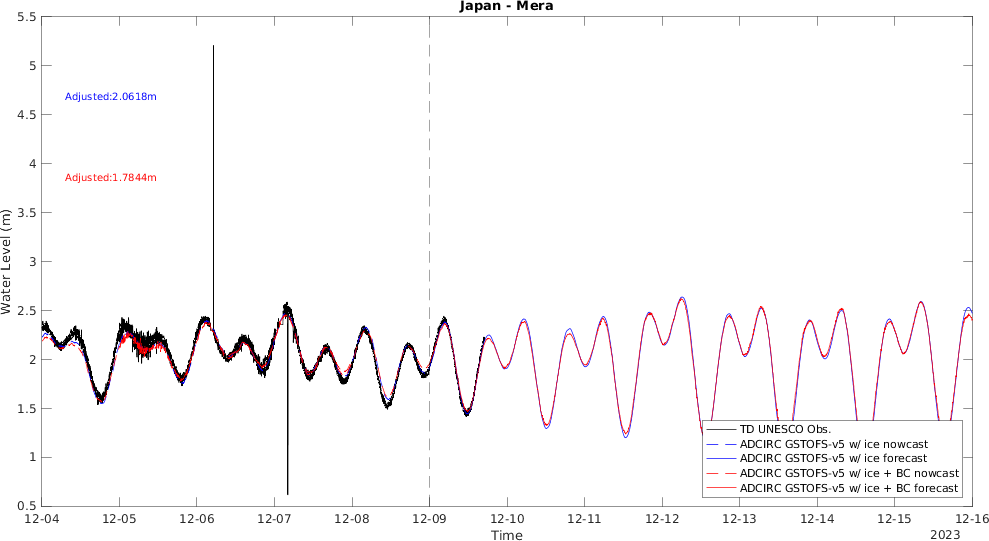 Japan - Mera
5.5
5
4.5
4
3.5
3
2.5
2
1.5
1
0.5
Water Level (m)
Adjusted:2.0618m
Adjusted:1.7844m
TD UNESCO Obs.
ADCIRC GSTOFS-v5 w/ ice nowcast
ADCIRC GSTOFS-v5 w/ ice forecast
ADCIRC GSTOFS-v5 w/ ice + BC nowcast
ADCIRC GSTOFS-v5 w/ ice + BC forecast
12-04 12-05 12-06 12-07 12-08 12-09 12-10 12-11 12-12 12-13 12-14 12-15 12-16
Time
2023